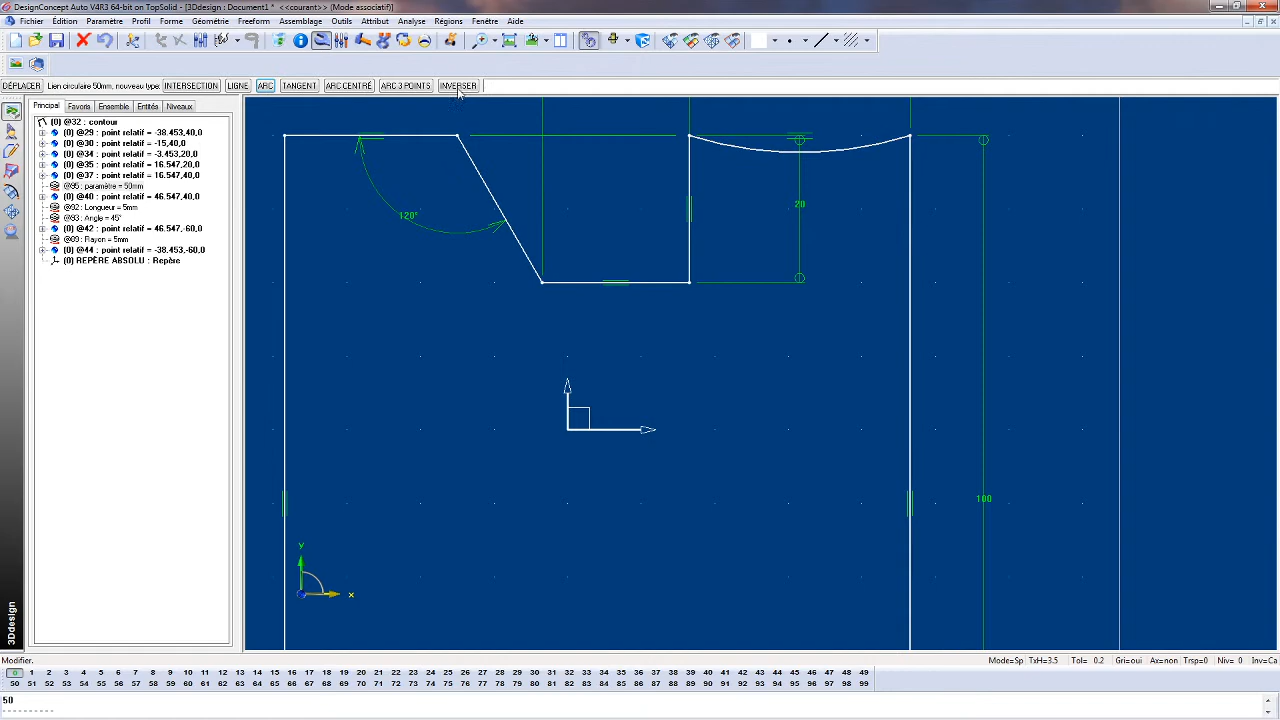 DesignConcept Auto V4R3 64-bit on TopSolid - [3Ddesign : Document1 * <<courant>> (Mode associatif)]
Fichier Édition Paramètre Profil Forme Géométrie Freeform Assemblage Outils Attribut Analyse Régions Fenêtre Aide
DÉPLACER Lien circulaire 50mm, nouveau type: INTERSECTION LIGNE ARC TANGENT ARC CENTRÉ ARC 3 POINTS INVERSER
Principal Favoris Ensemble Entités Niveaux
(0) @32 : contour
(0) @29 : point relatif = -38.453,40,0
(0) @30 : point relatif = -15,40,0
(0) @34 : point relatif = -3.453,20,0
(0) @35 : point relatif = 16.547,20,0
(0) @37 : point relatif = 16.547,40,0
@95 : paramètre = 50mm
(0) @40 : point relatif = 46.547,40,0
@92 : Longueur = 5mm
@93 : Angle = 45°
(0) @42 : point relatif = 46.547,-60,0
@89 : Rayon = 5mm
(0) @44 : point relatif = -38.453,-60,0
(0) REPÈRE ABSOLU : Repère
120°
20
100
y
x
3Ddesign
Modifier.
Mode=Sp TH=3.5 Tol= 0.2 Gri=oui Ax=non Trsp=0 Niv= 0 Inv=Ca
0 1 2 3 4 5 6 7 8 9 10 11 12 13 14 15 16 17 18 19 20 21 22 23 24 25 26 27 28 29 30 31 32 33 34 35 36 37 38 39 40 41 42 43 44 45 46 47 48 49
50 51 52 53 54 55 56 57 58 59 60 61 62 63 64 65 66 67 68 69 70 71 72 73 74 75 76 77 78 79 80 81 82 83 84 85 86 87 88 89 90 91 92 93 94 95 96 97 98 99
50
----------